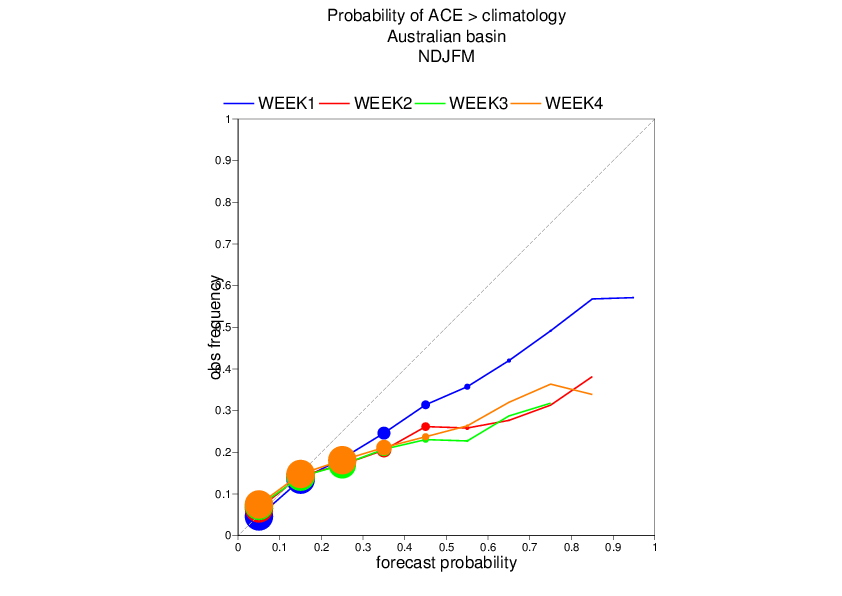 Probability of ACE > climatology
Australian basin
NDJFM
WEEK1 WEEK2 WEEK3 WEEK4
1
0.9
0.8
0.7
0.6
0.5
0.4
0.3
0.2
0.1
0
obs frequency
0 0.1 0.2 0.3 0.4 0.5 0.6 0.7 0.8 0.9 1
forecast probability